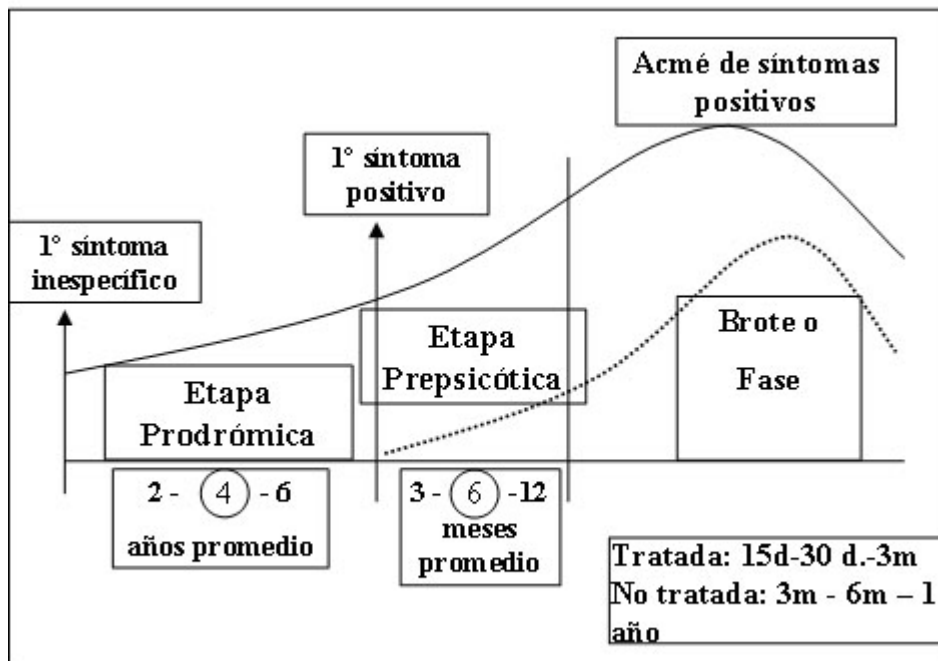 Acmé de síntomas
positivos
1° síntoma
positivo
1° síntoma
inespecífico
Etapa
Prepsicótica
Brote o
Fase
Etapa
Prodrómica
2 - 4 - 6
años promedio
3 - 6 -12
meses
promedio
Tratada: 15d-30 d.-3m
No tratada: 3m - 6m – 1
año